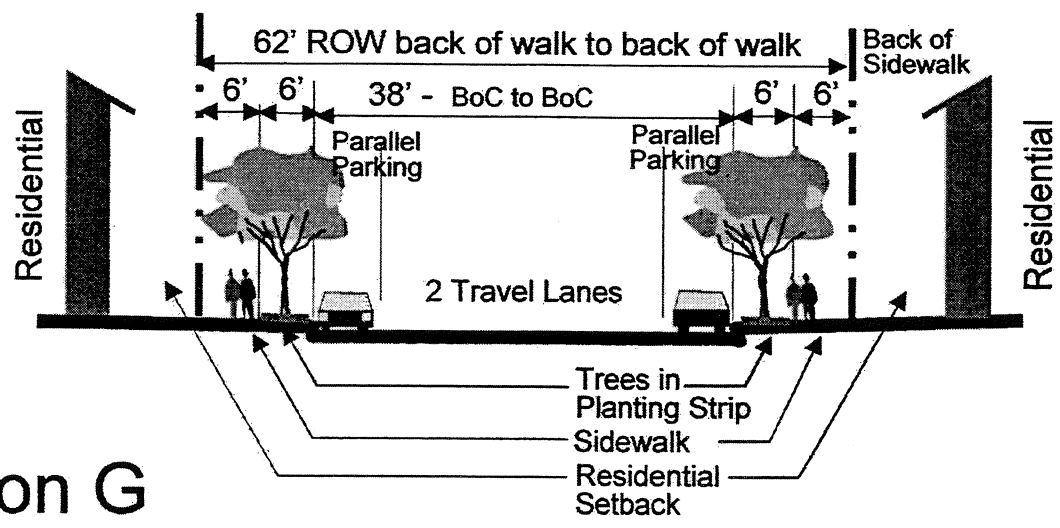 62' ROW back of walk to back of walk
Back of
Sidewalk
6'
6'
38' - BoC to BoC
6'
6'
Residential
Parallel
Parking
Parallel
Parking
Residential
2 Travel Lanes
Trees in
Planting Strip
Sidewalk
Residential
Setback
on G